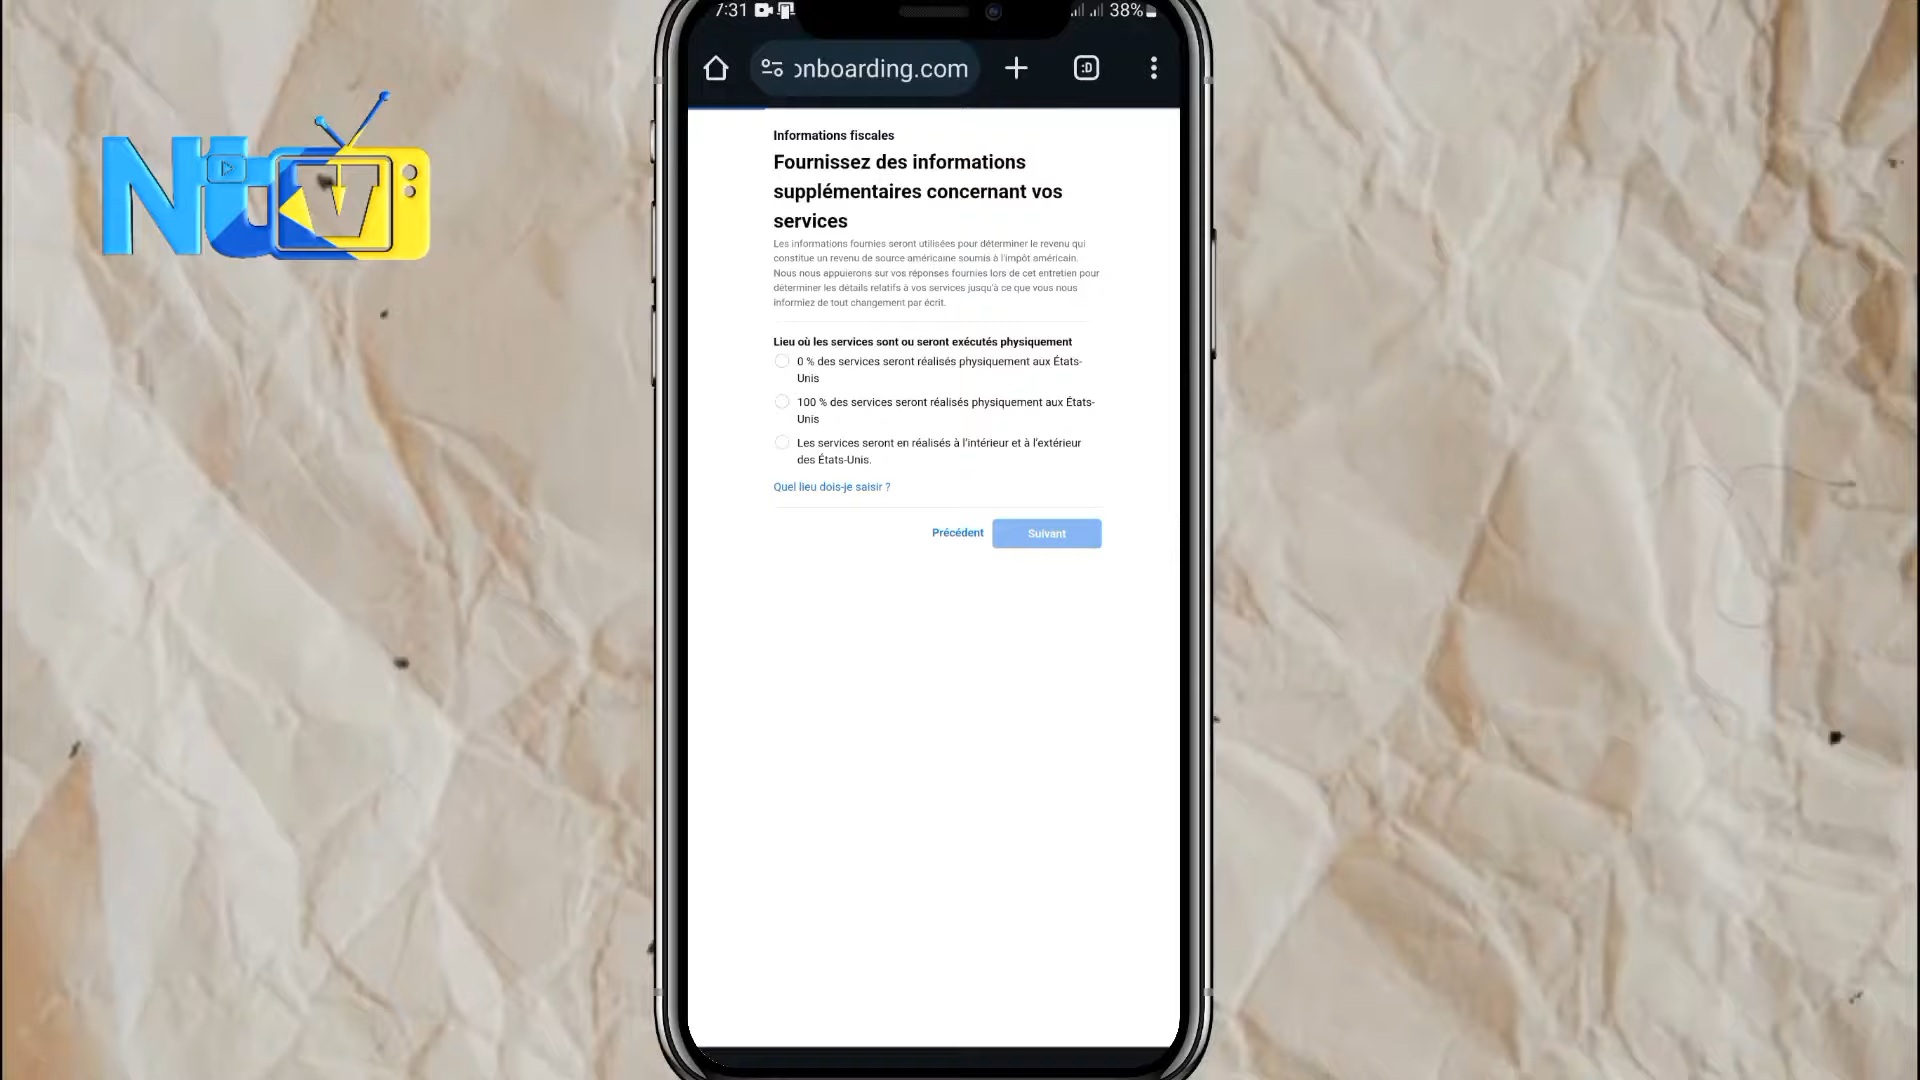 7:31
38%
onboarding.com
:D
NTV
Informations fiscales
Fournissez des informations
supplémentaires concernant vos
services
Les informations fournies seront utilisées pour déterminer le revenu qui
constitue un revenu de source américaine soumis à l'impôt américain.
Nous nous appuierons sur vos réponses fournies lors de cet entretien pour
déterminer les détails relatifs à vos services jusqu'à ce que vous nous
informiez de tout changement par écrit.
Lieu où les services sont ou seront exécutés physiquement
0 % des services seront réalisés physiquement aux États-
Unis
100 % des services seront réalisés physiquement aux États-
Unis
Les services seront en réalisés à l'intérieur et à l'extérieur
des États-Unis.
Quel lieu dois-je saisir ?
Précédent
Suivant